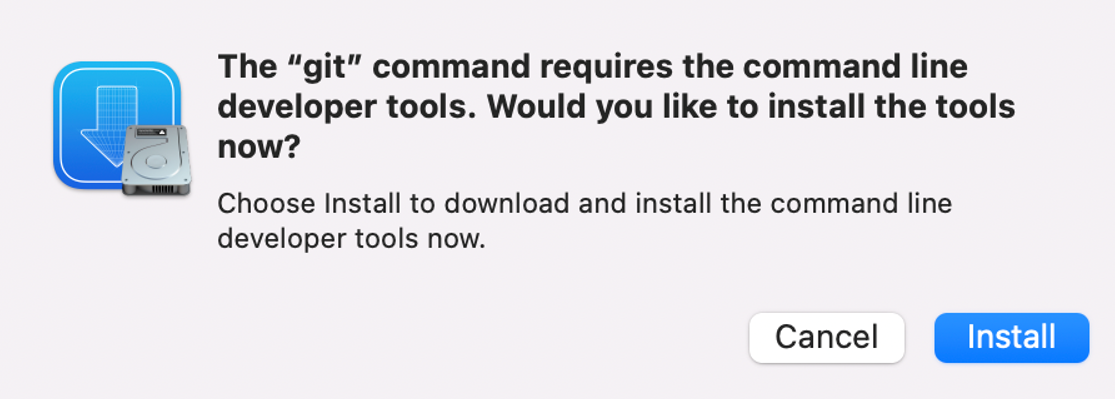 The “git” command requires the command line
developer tools. Would you like to install the tools
now?
Choose Install to download and install the command line
developer tools now.
Cancel
Install